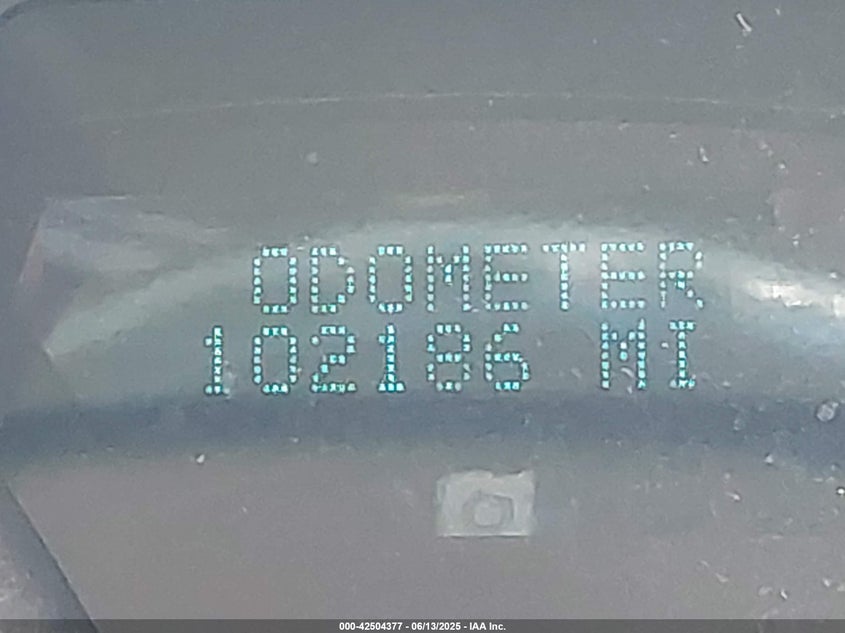 ODOMETER
102186 MI
000-42504377 - 06/13/2025 - IAA Inc.